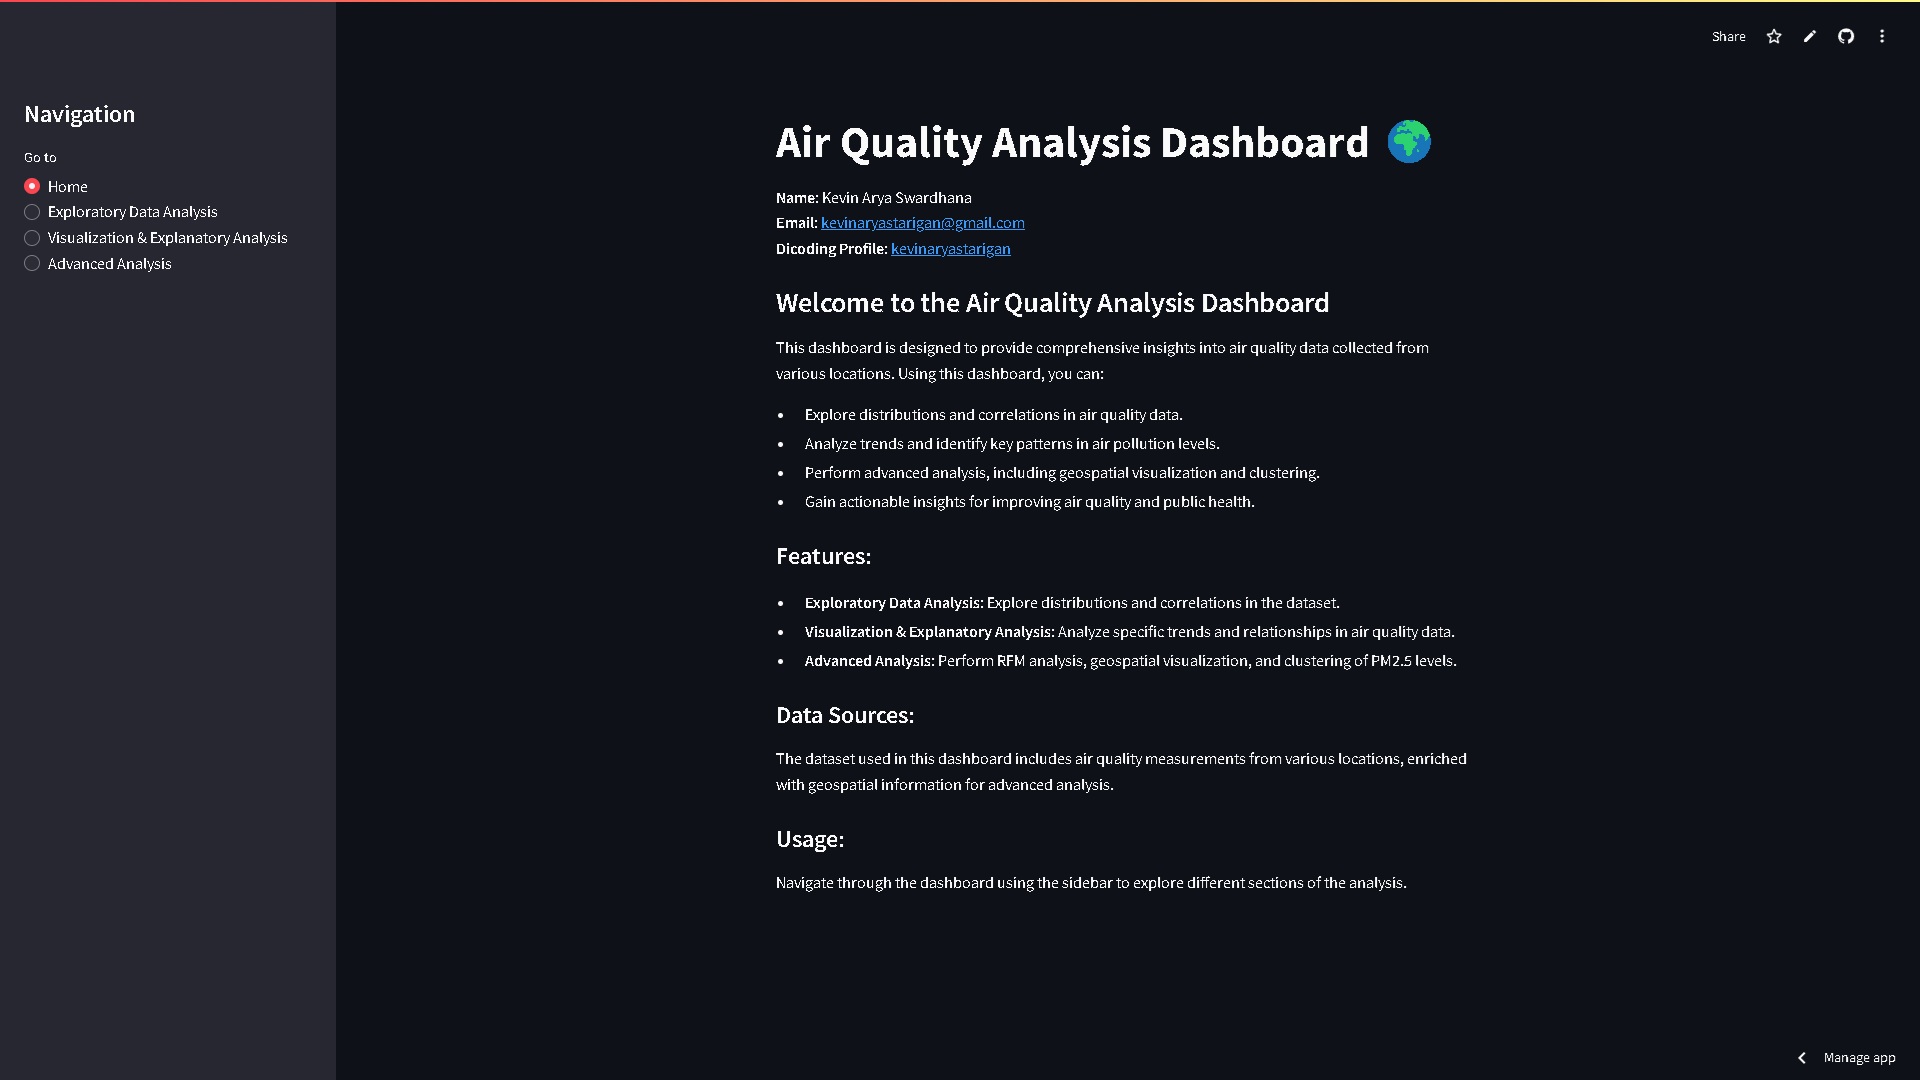 Share
Navigation
Go to
Home
Exploratory Data Analysis
Visualization & Explanatory Analysis
Advanced Analysis
Air Quality Analysis Dashboard
Name: Kevin Arya Swardhana
Email: kevinaryastarigan@gmail.com
Dicoding Profile: kevinaryastarigan
Welcome to the Air Quality Analysis Dashboard
This dashboard is designed to provide comprehensive insights into air quality data collected from
various locations. Using this dashboard, you can:
• Explore distributions and correlations in air quality data.
• Analyze trends and identify key patterns in air pollution levels.
• Perform advanced analysis, including geospatial visualization and clustering.
• Gain actionable insights for improving air quality and public health.
Features:
• Exploratory Data Analysis: Explore distributions and correlations in the dataset.
• Visualization & Explanatory Analysis: Analyze specific trends and relationships in air quality data.
• Advanced Analysis: Perform RFM analysis, geospatial visualization, and clustering of PM2.5 levels.
Data Sources:
The dataset used in this dashboard includes air quality measurements from various locations, enriched
with geospatial information for advanced analysis.
Usage:
Navigate through the dashboard using the sidebar to explore different sections of the analysis.
Manage app